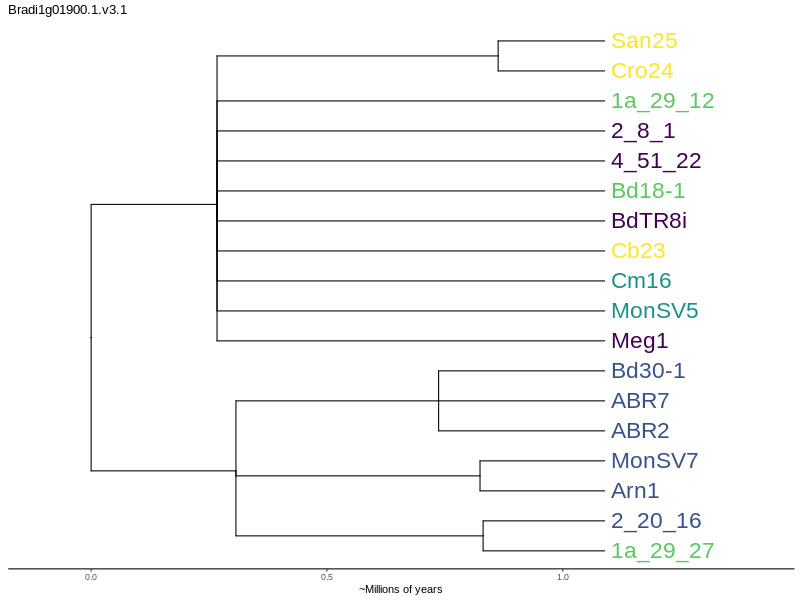 Bradi1g01900.1.v3.1
San25
Cro24
1a_29_12
2_8_1
4_51_22
Bd18-1
BdTR8i
Cb23
Cm16
MonSV5
Meg1
Bd30-1
ABR7
ABR2
MonSV7
Arn1
2_20_16
1a_29_27
0.0 0.5 1.0
~Millions of years